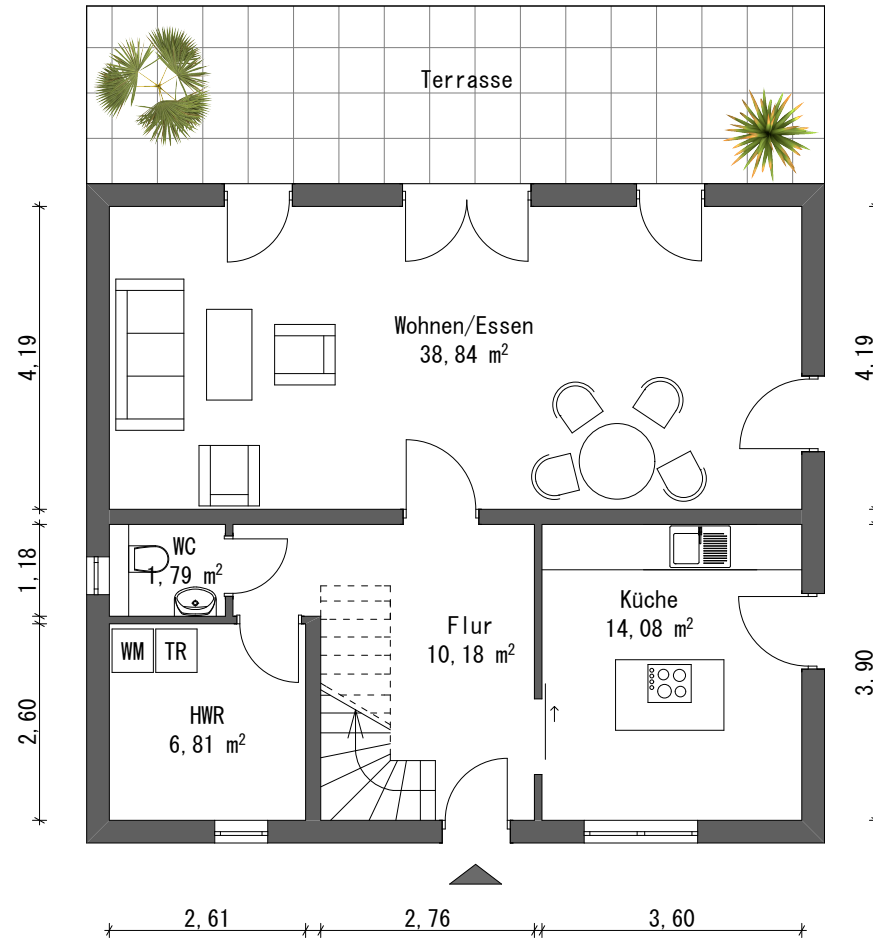 Terrasse
Wohnen/Essen
38,84 m²
4,19
4,19
WC
1,79 m²
1,18
Küche
14,08 m²
Flur
10,18 m²
WM TR
HWR
6,81 m²
2,60
3,90
2,61 2,76 3,60